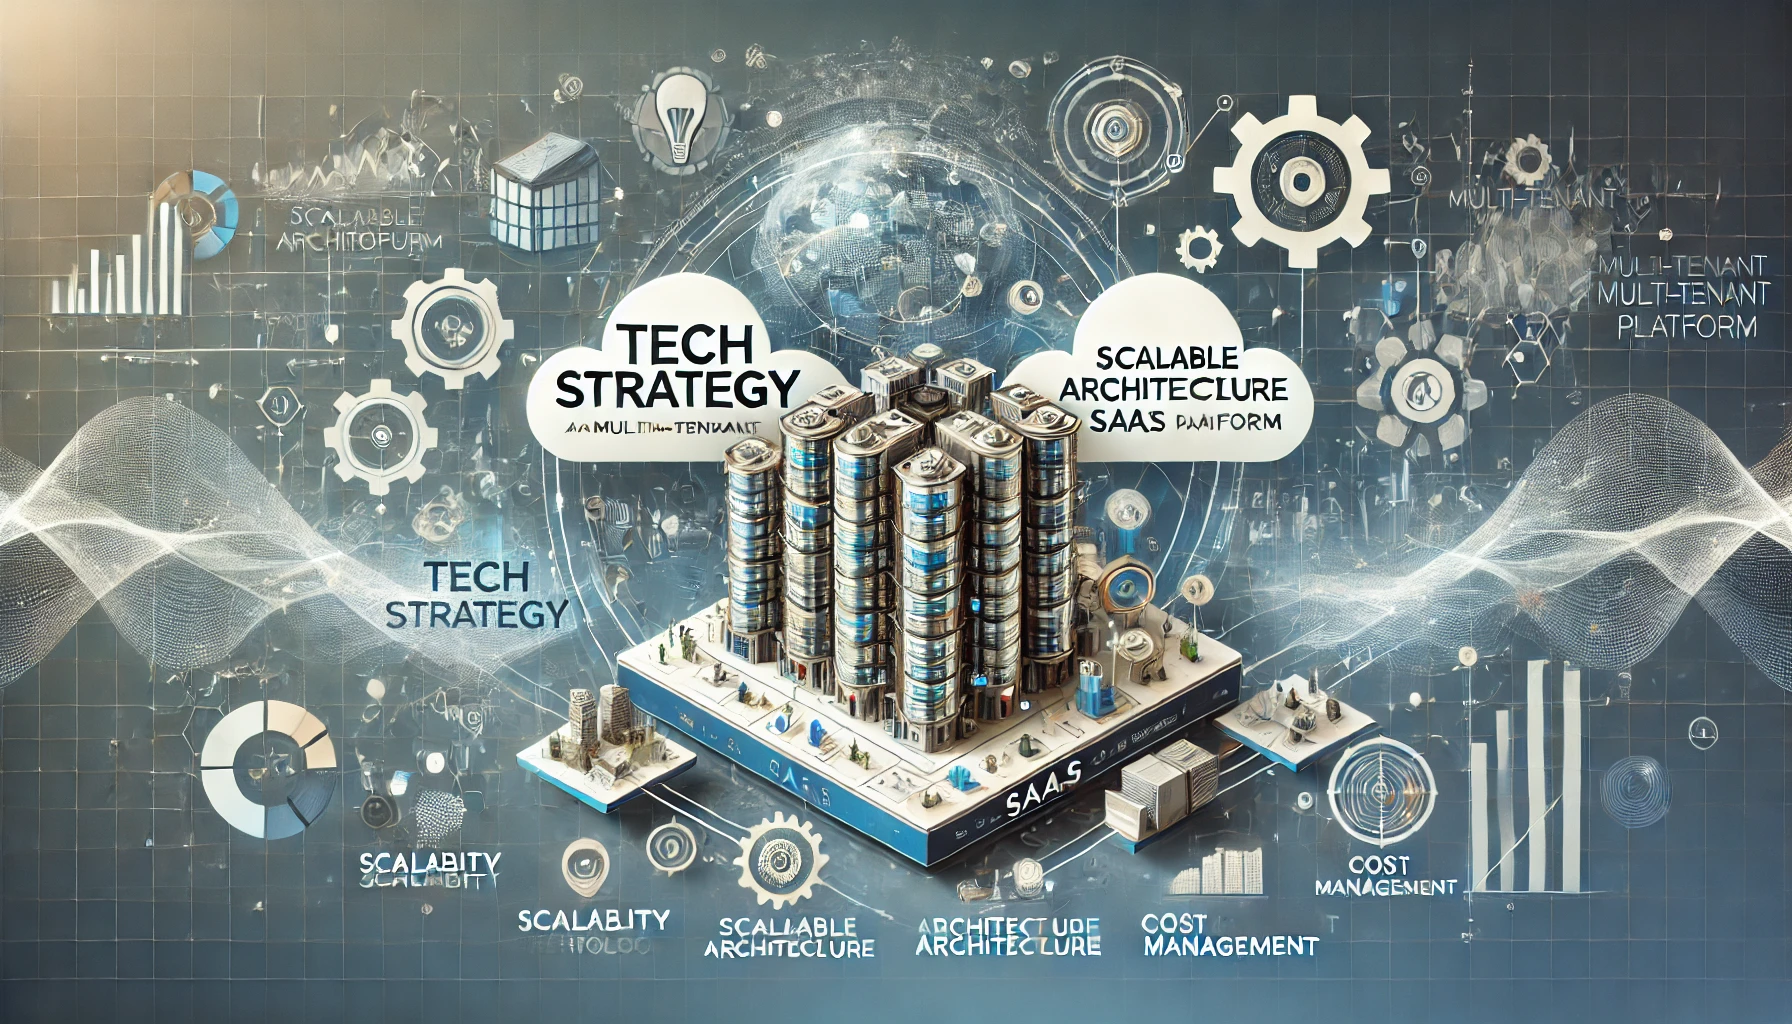 SCALABLE
MULTI-TENANT
MULTI-TENANT
MULTI-TENANT
PLATFORM
TECH
STRATEGY
SCALABLE
ARCHITECLURE
SAAS
TECH
STRATEGY
SAAS
SCALABITY
COST
MANAGEMENT
SCALABITY
SCALABLE
ARCHITECLURE
ARCHITECTURE
ARCHITECLURE
COST
MANAGEMENT